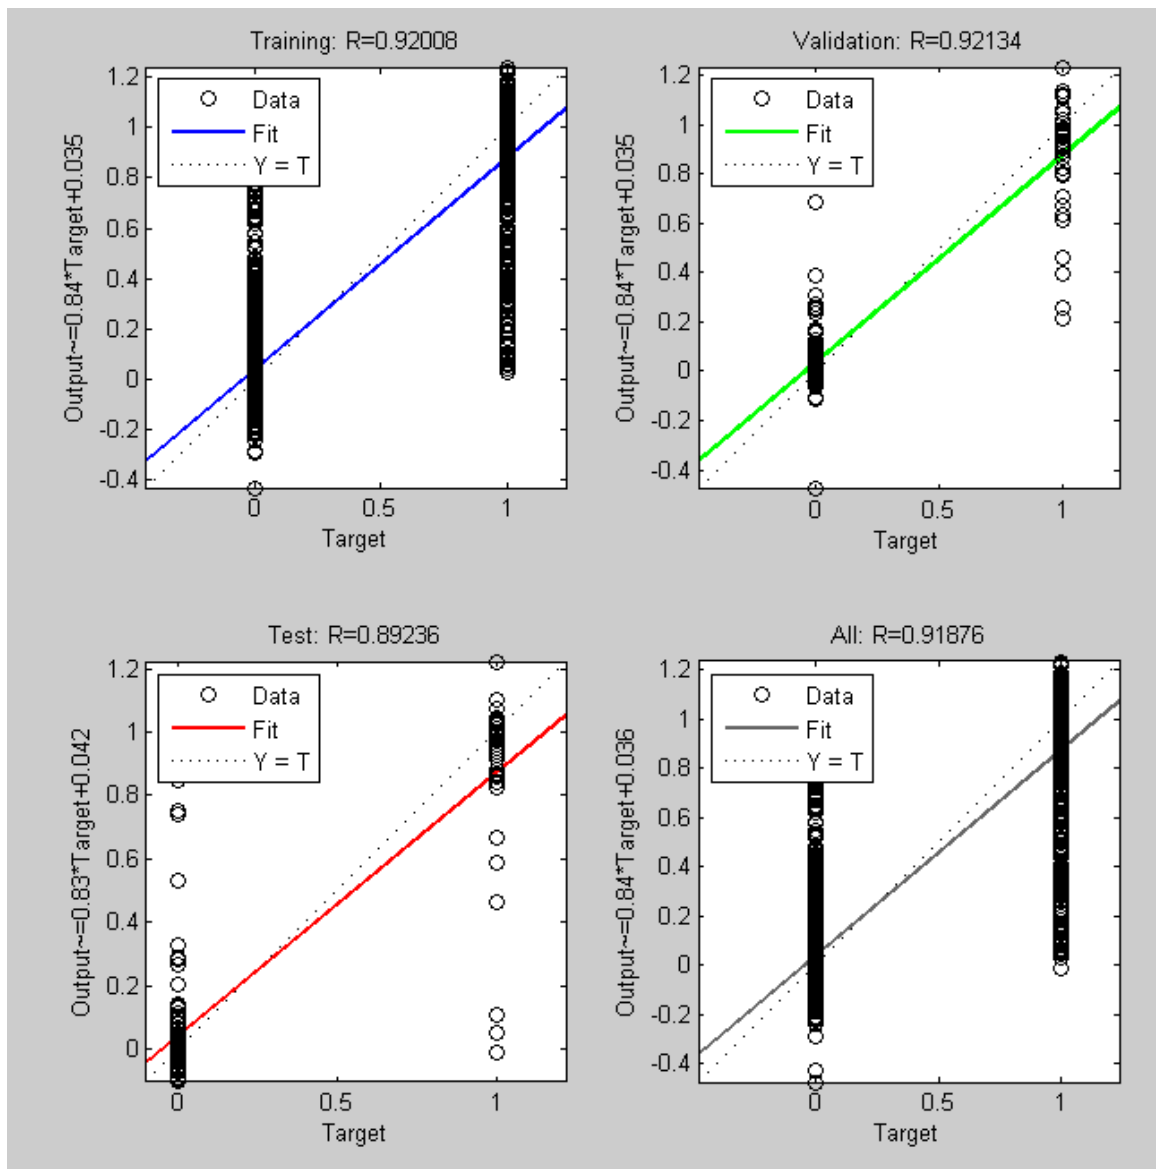 Training: R=0.92008
Output~=0.84*Target+0.035
1.2
1
0.8
0.6
0.4
0.2
0
-0.2
-0.4
Data
Fit
Y = T
0
0.5
1
Target
Validation: R=0.92134
Output~=0.84*Target+0.035
1.2
1
0.8
0.6
0.4
0.2
0
-0.2
-0.4
Data
Fit
Y = T
0
0.5
1
Target
Test: R=0.89236
Output~=0.83*Target+0.042
1.2
1
0.8
0.6
0.4
0.2
0
Data
Fit
Y = T
0
0.5
1
Target
All: R=0.91876
Output~=0.84*Target+0.036
1.2
1
0.8
0.6
0.4
0.2
0
-0.2
-0.4
Data
Fit
Y = T
0
0.5
1
Target